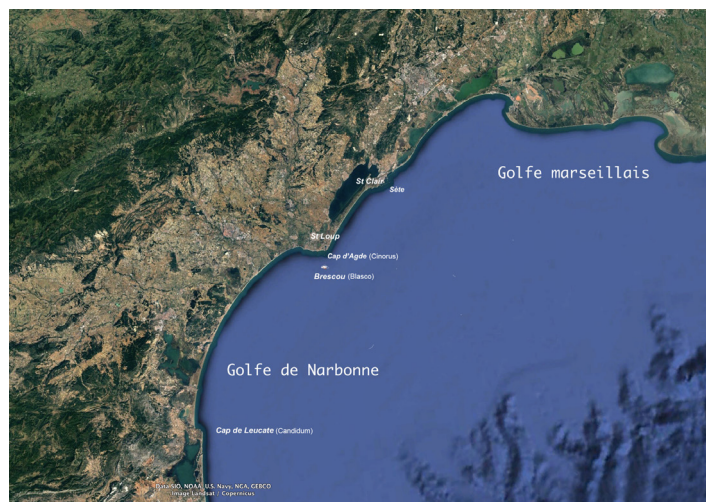 Golfe marseillais
St Clair
Sète
St Loup
Cap d'Agde (Cinorus)
Brescou (Blasco)
Golfe de Narbonne
Cap de Leucate (Candidum)
Data SIO, NOAA, U.S. Navy, NGA, GEBCO
Image Landsat / Copernicus